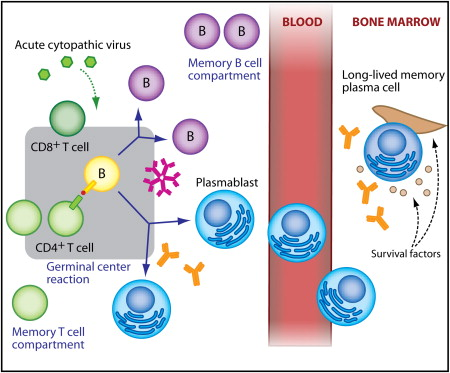 Acute cytopathic virus
B
B
B
Memory B cell
compartment
B
CD8+ T cell
B
CD4+ T cell
Germinal center
reaction
Plasmablast
Memory T cell
compartment
BLOOD
BONE MARROW
Long-lived memory
plasma cell
Survival factors